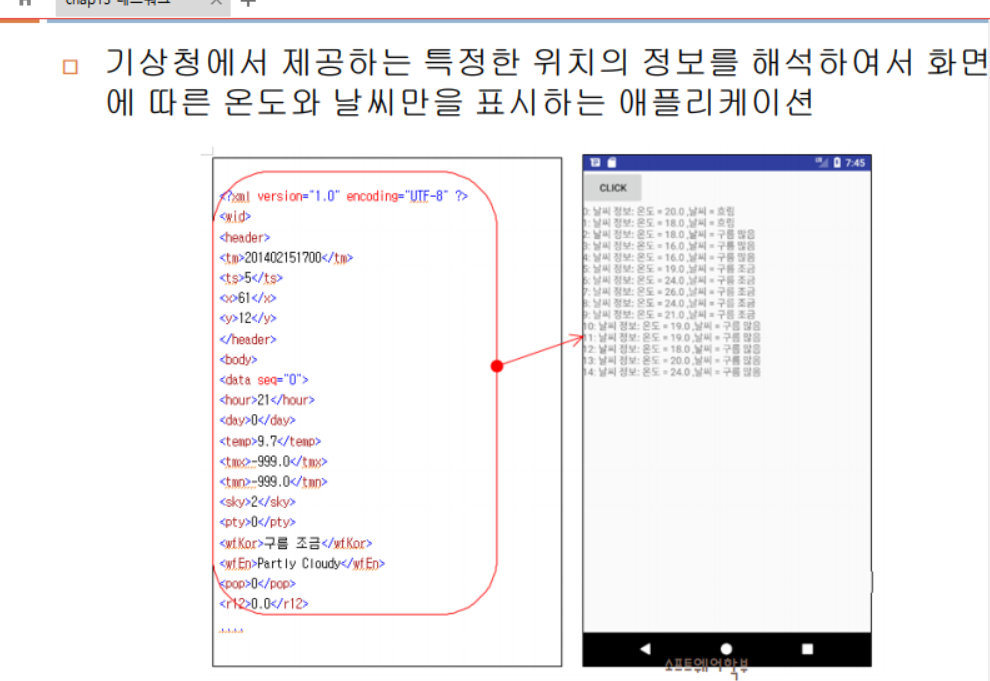 chap13 네트워크
기상청에서 제공하는 특정한 위치의 정보를 해석하여서 화면
에 따른 온도와 날씨만을 표시하는 애플리케이션
<?xml version="1.0" encoding="UTF-8" ?>
<wid>
<header>
<tm>201402151700</tm>
<ts>5</ts>
<x>61</x>
<y>12</y>
</header>
<body>
<data seq="0">
<hour>21</hour>
<day>0</day>
<temp>9.7</temp>
<tmx>-999.0</tmx>
<tmn>-999.0</tmn>
<sky>2</sky>
<pty>0</pty>
<wfKor>구름 조금</wfKor>
<wfEn>Partly Cloudy</wfEn>
<pop>0</pop>
<r12>0.0</r12>
....
7:45
CLICK
0: 날씨 정보: 온도 = 20.0 ,날씨 = 흐림
1: 날씨 정보: 온도 = 18.0 ,날씨 = 흐림
2: 날씨 정보: 온도 = 18.0 ,날씨 = 구름 많음
3: 날씨 정보: 온도 = 16.0 ,날씨 = 구름 많음
4: 날씨 정보: 온도 = 16.0 ,날씨 = 구름 많음
5: 날씨 정보: 온도 = 19.0 ,날씨 = 구름 조금
6: 날씨 정보: 온도 = 24.0 ,날씨 = 구름 조금
7: 날씨 정보: 온도 = 26.0 ,날씨 = 구름 조금
8: 날씨 정보: 온도 = 24.0 ,날씨 = 구름 조금
9: 날씨 정보: 온도 = 21.0 ,날씨 = 구름 조금
10: 날씨 정보: 온도 = 19.0 ,날씨 = 구름 많음
11: 날씨 정보: 온도 = 19.0 ,날씨 = 구름 많음
12: 날씨 정보: 온도 = 18.0 ,날씨 = 구름 많음
13: 날씨 정보: 온도 = 20.0 ,날씨 = 구름 많음
14: 날씨 정보: 온도 = 24.0 ,날씨 = 구름 많음
소프트웨어학부